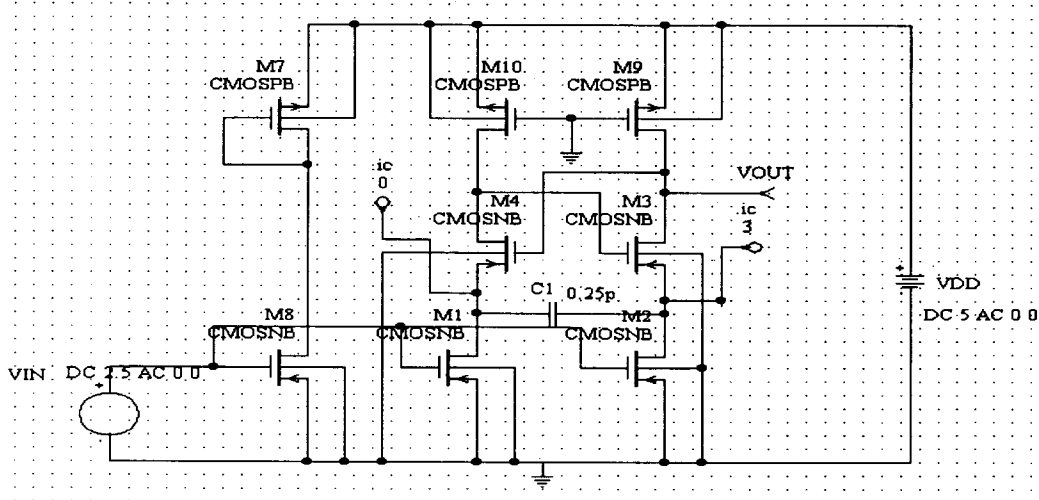 M7
CMOSPB
M10
CMOSPB
M9
CMOSPB
ic
0
VOUT
M4
CMOSNB
M3
CMOSNB
.ic
3
C1 0.25p
VDD
DC 5 AC 0 0
M8
CMOSNB
M1
CMOSNB
M2
CMOSNB
VIN DC 2.5 AC 0 0